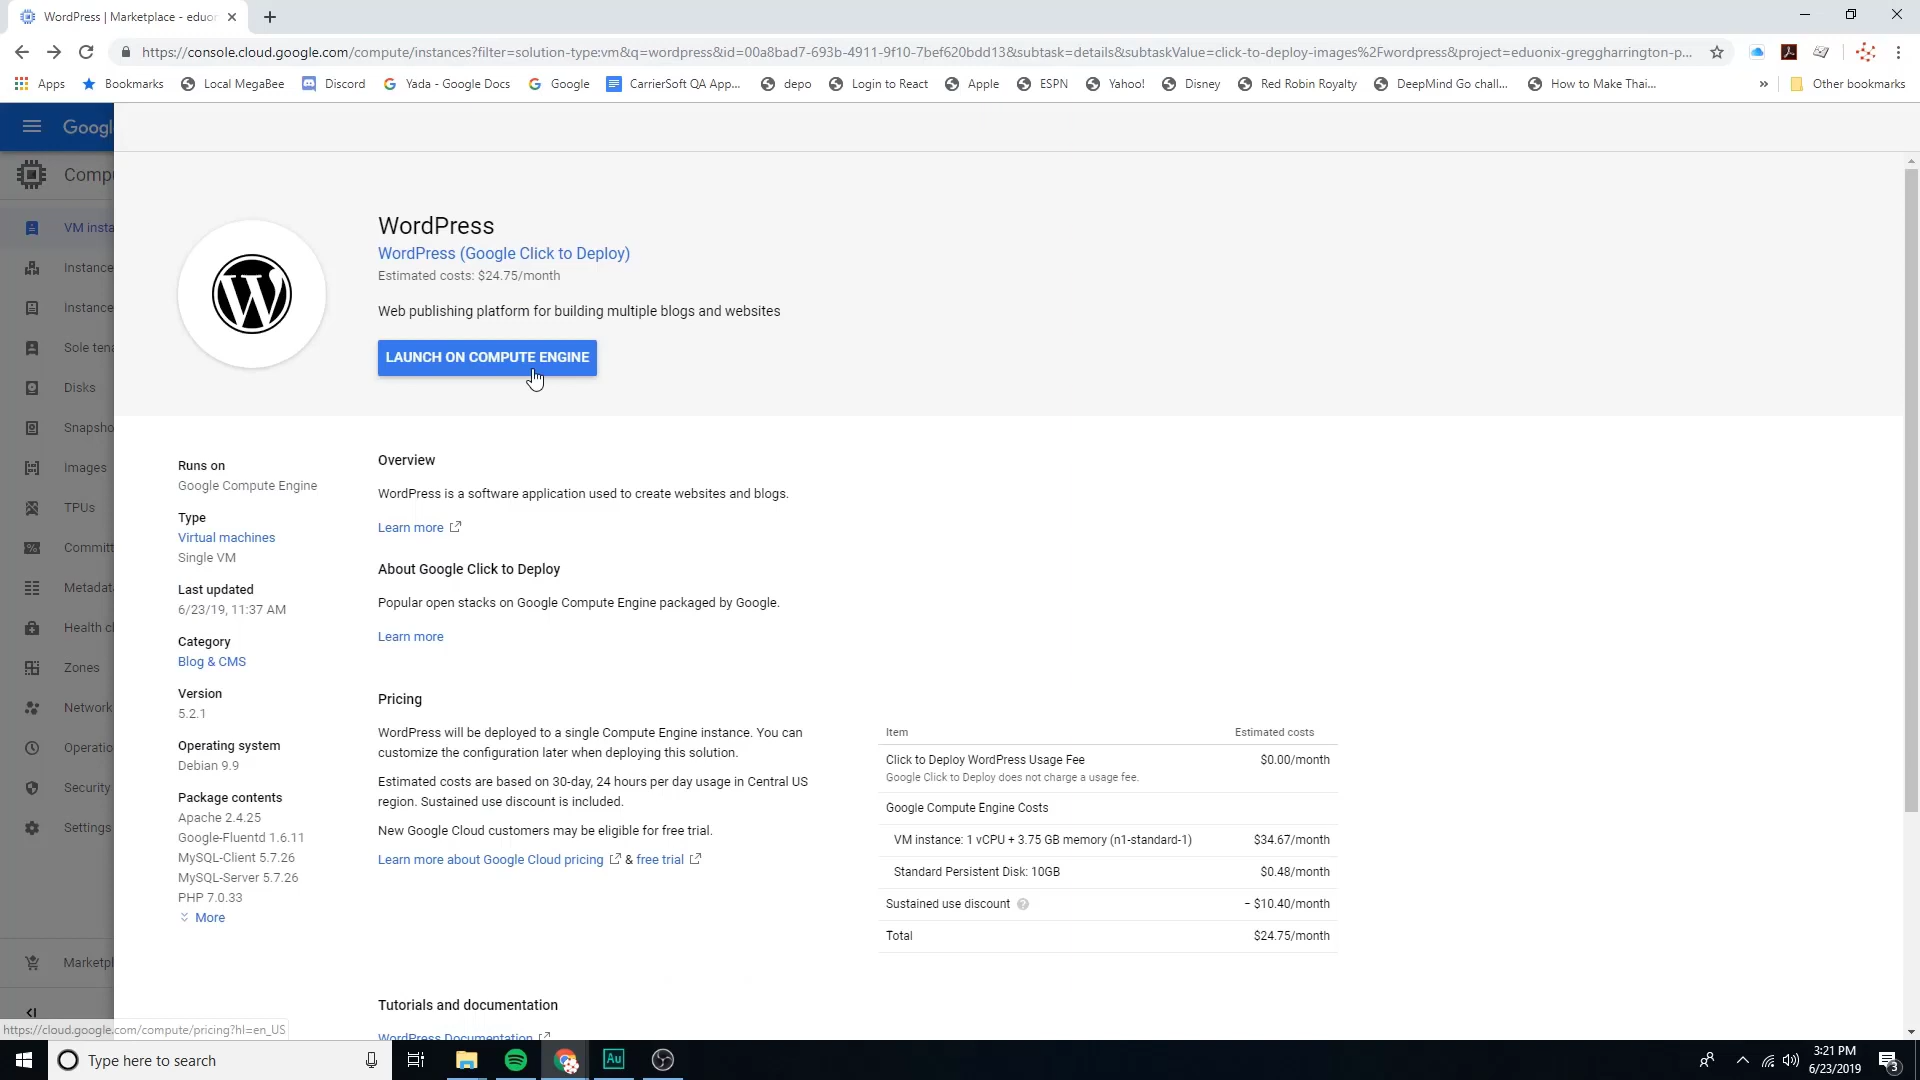 WordPress | Marketplace - eduon
https://console.cloud.google.com/compute/instances?filter=solution-type:vm&q=wordpress&id=00a8bad7-693b-4911-9f10-7bef620bdd13&subtask=details&subtaskValue=click-to-deploy-images%2Fwordpress&project=eduonix-greggharrington-p...
Apps Bookmarks Local MegaBee Discord Yada - Google Docs Google CarrierSoft QA App... depo Login to React Apple ESPN Yahoo! Disney Red Robin Royalty DeepMind Go chall... How to Make Thai... » Other bookmarks
Googl
Compu
VM insta
Instance
Instance
Sole tena
Disks
Snapsho
Images
TPUs
Committ
Metadata
Health cl
Zones
Network
Operatio
Security
Settings
Marketpl
WordPress
WordPress (Google Click to Deploy)
Estimated costs: $24.75/month
Web publishing platform for building multiple blogs and websites
LAUNCH ON COMPUTE ENGINE
Runs on
Google Compute Engine
Type
Virtual machines
Single VM
Last updated
6/23/19, 11:37 AM
Category
Blog & CMS
Version
5.2.1
Operating system
Debian 9.9
Package contents
Apache 2.4.25
Google-Fluentd 1.6.11
MySQL-Client 5.7.26
MySQL-Server 5.7.26
PHP 7.0.33
More
Overview
WordPress is a software application used to create websites and blogs.
Learn more
About Google Click to Deploy
Popular open stacks on Google Compute Engine packaged by Google.
Learn more
Pricing
WordPress will be deployed to a single Compute Engine instance. You can
customize the configuration later when deploying this solution.
Estimated costs are based on 30-day, 24 hours per day usage in Central US
region. Sustained use discount is included.
New Google Cloud customers may be eligible for free trial.
Learn more about Google Cloud pricing & free trial
Item Estimated costs
Click to Deploy WordPress Usage Fee $0.00/month
Google Click to Deploy does not charge a usage fee.
Google Compute Engine Costs
VM instance: 1 vCPU + 3.75 GB memory (n1-standard-1) $34.67/month
Standard Persistent Disk: 10GB $0.48/month
Sustained use discount - $10.40/month
Total $24.75/month
Tutorials and documentation
WordPress Documentation
https://cloud.google.com/compute/pricing?hl=en_US
Type here to search
Au
3:21 PM
6/23/2019
3